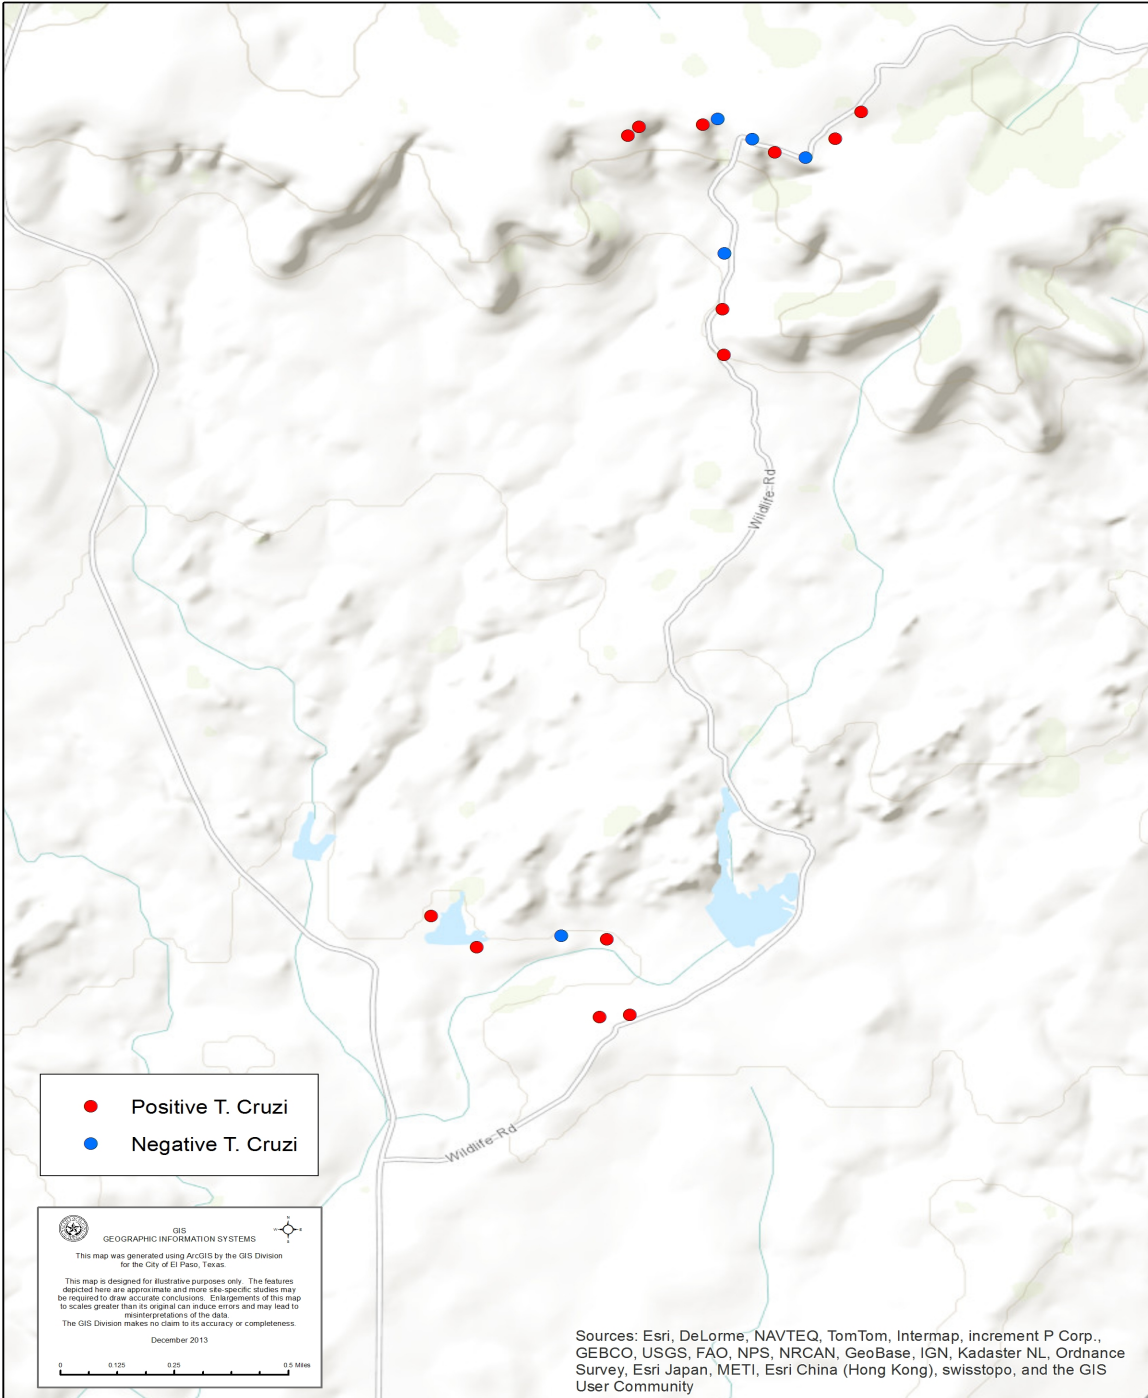 Wildlife Rd
Wildlife Rd
Positive T. Cruzi
Negative T. Cruzi
GIS
GEOGRAPHIC INFORMATION SYSTEMS
N
W
E
S
This map was generated using ArcGIS by the GIS Division
for the City of El Paso, Texas.
This map is designed for illustrative purposes only. The features
depicted here are approximate and more site-specific studies may
be required to draw accurate conclusions. Enlargements of this map
to scales greater than its original can induce errors and may lead to
misinterpretations of the data.
The GIS Division makes no claim to its accuracy or completeness.
December 2013
0 0.125 0.25 0.5 Miles
Sources: Esri, DeLorme, NAVTEQ, TomTom, Intermap, increment P Corp.,
GEBCO, USGS, FAO, NPS, NRCAN, GeoBase, IGN, Kadaster NL, Ordnance
Survey, Esri Japan, METI, Esri China (Hong Kong), swisstopo, and the GIS
User Community